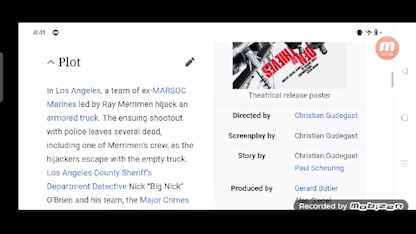 8:41
Plot
In Los Angeles, a team of ex-MARSOC
Marines led by Ray Merrimen hijack an
armored truck. The ensuing shootout
with police leaves several dead,
including one of Merrimen's crew, as the
hijackers escape with the empty truck.
Los Angeles County Sheriff's
Department Detective Nick "Big Nick"
O'Brien and his team, the Major Crimes
THIEVES
Theatrical release poster
Directed by Christian Gudegast
Screenplay by Christian Gudegast
Story by Christian Gudegast
Paul Scheuring
Produced by Gerard Butler
Recorded by Mobizen